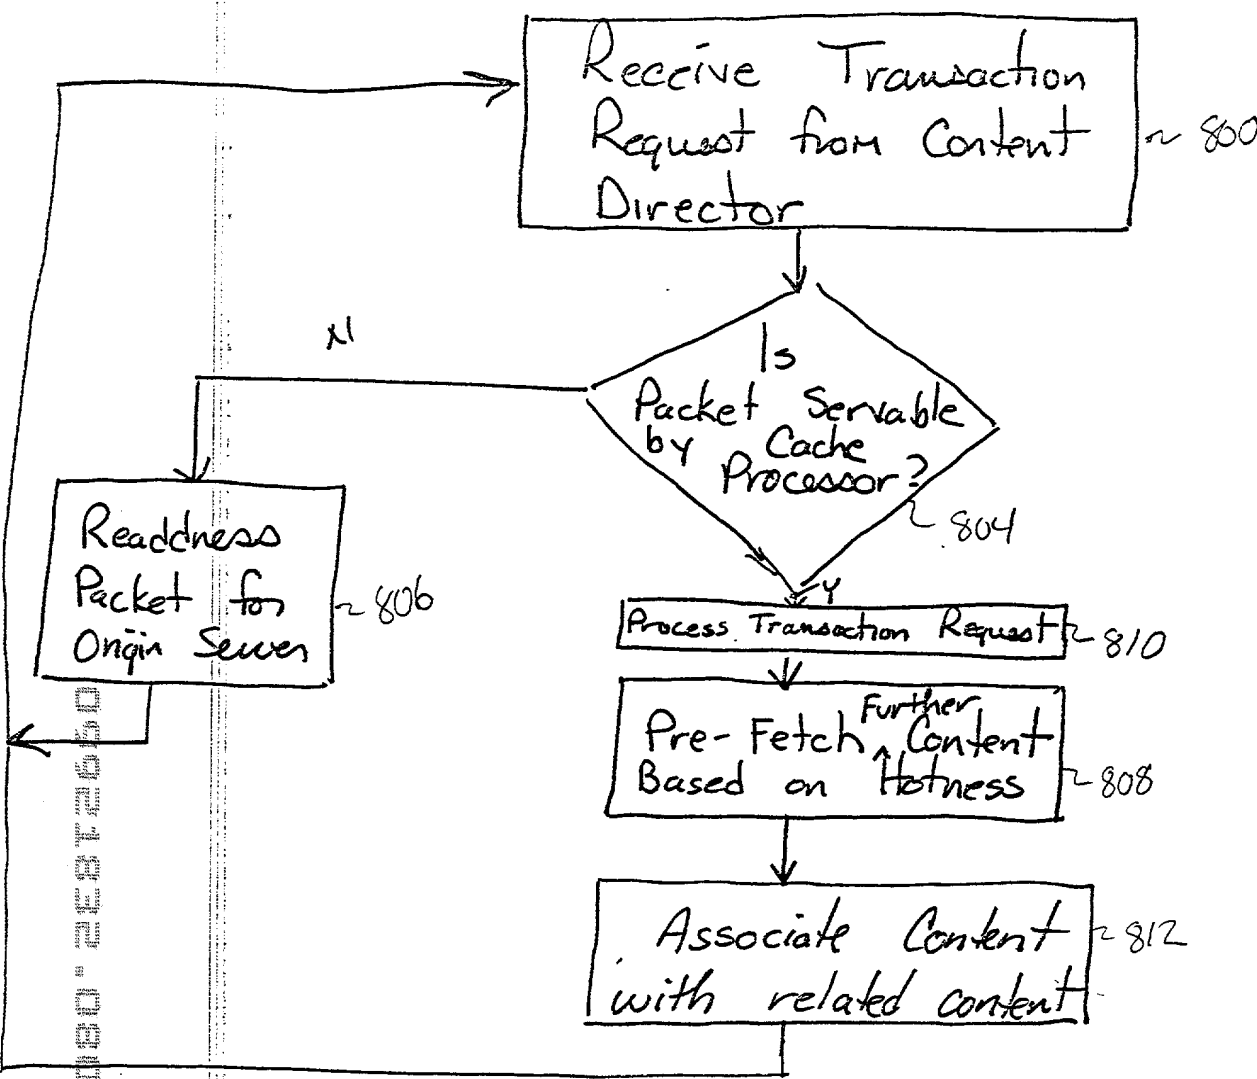 Receive Transaction
Request from Content
Director
~ 800
N
Is
Packet Servable
by Cache
Processor?
~ 804
Y
Readdress
Packet for
Origin Server
~ 806
Process Transaction Request
~ 810
Pre-Fetch ^ Further Content
Based on Hotness
~ 808
Associate Content
with related content
~ 812